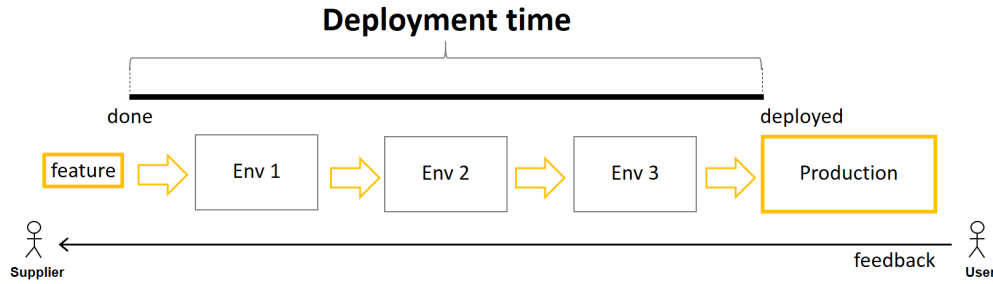 Deployment time
done
deployed
feature
Env 1
Env 2
Env 3
Production
Supplier
feedback
User